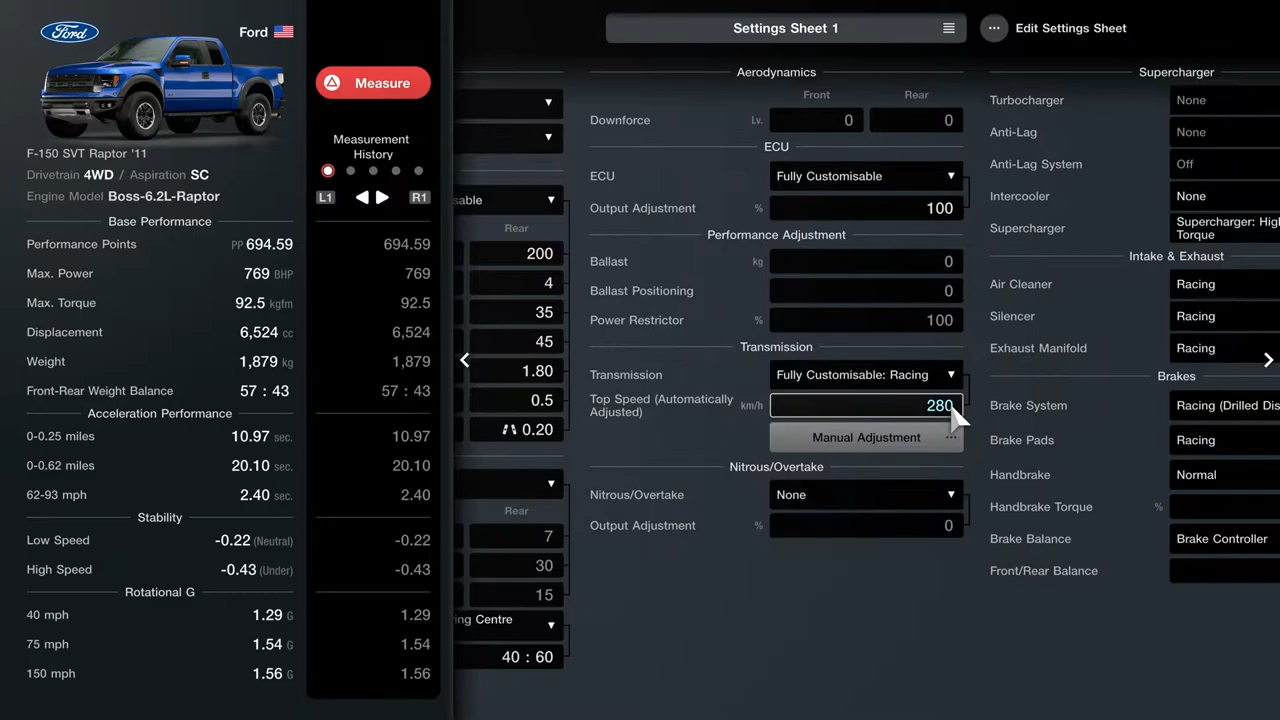 Ford
Ford
F-150 SVT Raptor '11
Drivetrain 4WD / Aspiration SC
Engine Model Boss-6.2L-Raptor
Base Performance
Performance Points PP 694.59
Max. Power 769 BHP
Max. Torque 92.5 kgfm
Displacement 6,524 cc
Weight 1,879 kg
Front-Rear Weight Balance 57 : 43
Acceleration Performance
0-0.25 miles 10.97 sec.
0-0.62 miles 20.10 sec.
62-93 mph 2.40 sec.
Stability
Low Speed -0.22 (Neutral)
High Speed -0.43 (Under)
Rotational G
40 mph 1.29 G
75 mph 1.54 G
150 mph 1.56 G
Measure
Measurement
History
L1 R1
694.59
769
92.5
6,524
1,879
57 : 43
10.97
20.10
2.40
-0.22
-0.43
1.29
1.54
1.56
Settings Sheet 1
Edit Settings Sheet
sable
Rear
200
4
35
45
1.80
0.5
0.20
Rear
7
30
15
ring Centre
40 : 60
Aerodynamics
Front Rear
Downforce Lv. 0 0
ECU
ECU Fully Customisable
Output Adjustment % 100
Performance Adjustment
Ballast kg 0
Ballast Positioning 0
Power Restrictor % 100
Transmission
Transmission Fully Customisable: Racing
Top Speed (Automatically
Adjusted) km/h 280
Manual Adjustment
Nitrous/Overtake
Nitrous/Overtake None
Output Adjustment % 0
Supercharger
Turbocharger None
Anti-Lag None
Anti-Lag System Off
Intercooler None
Supercharger Supercharger: High
Torque
Intake & Exhaust
Air Cleaner Racing
Silencer Racing
Exhaust Manifold Racing
Brakes
Brake System Racing (Drilled Dis
Brake Pads Racing
Handbrake Normal
Handbrake Torque %
Brake Balance Brake Controller
Front/Rear Balance